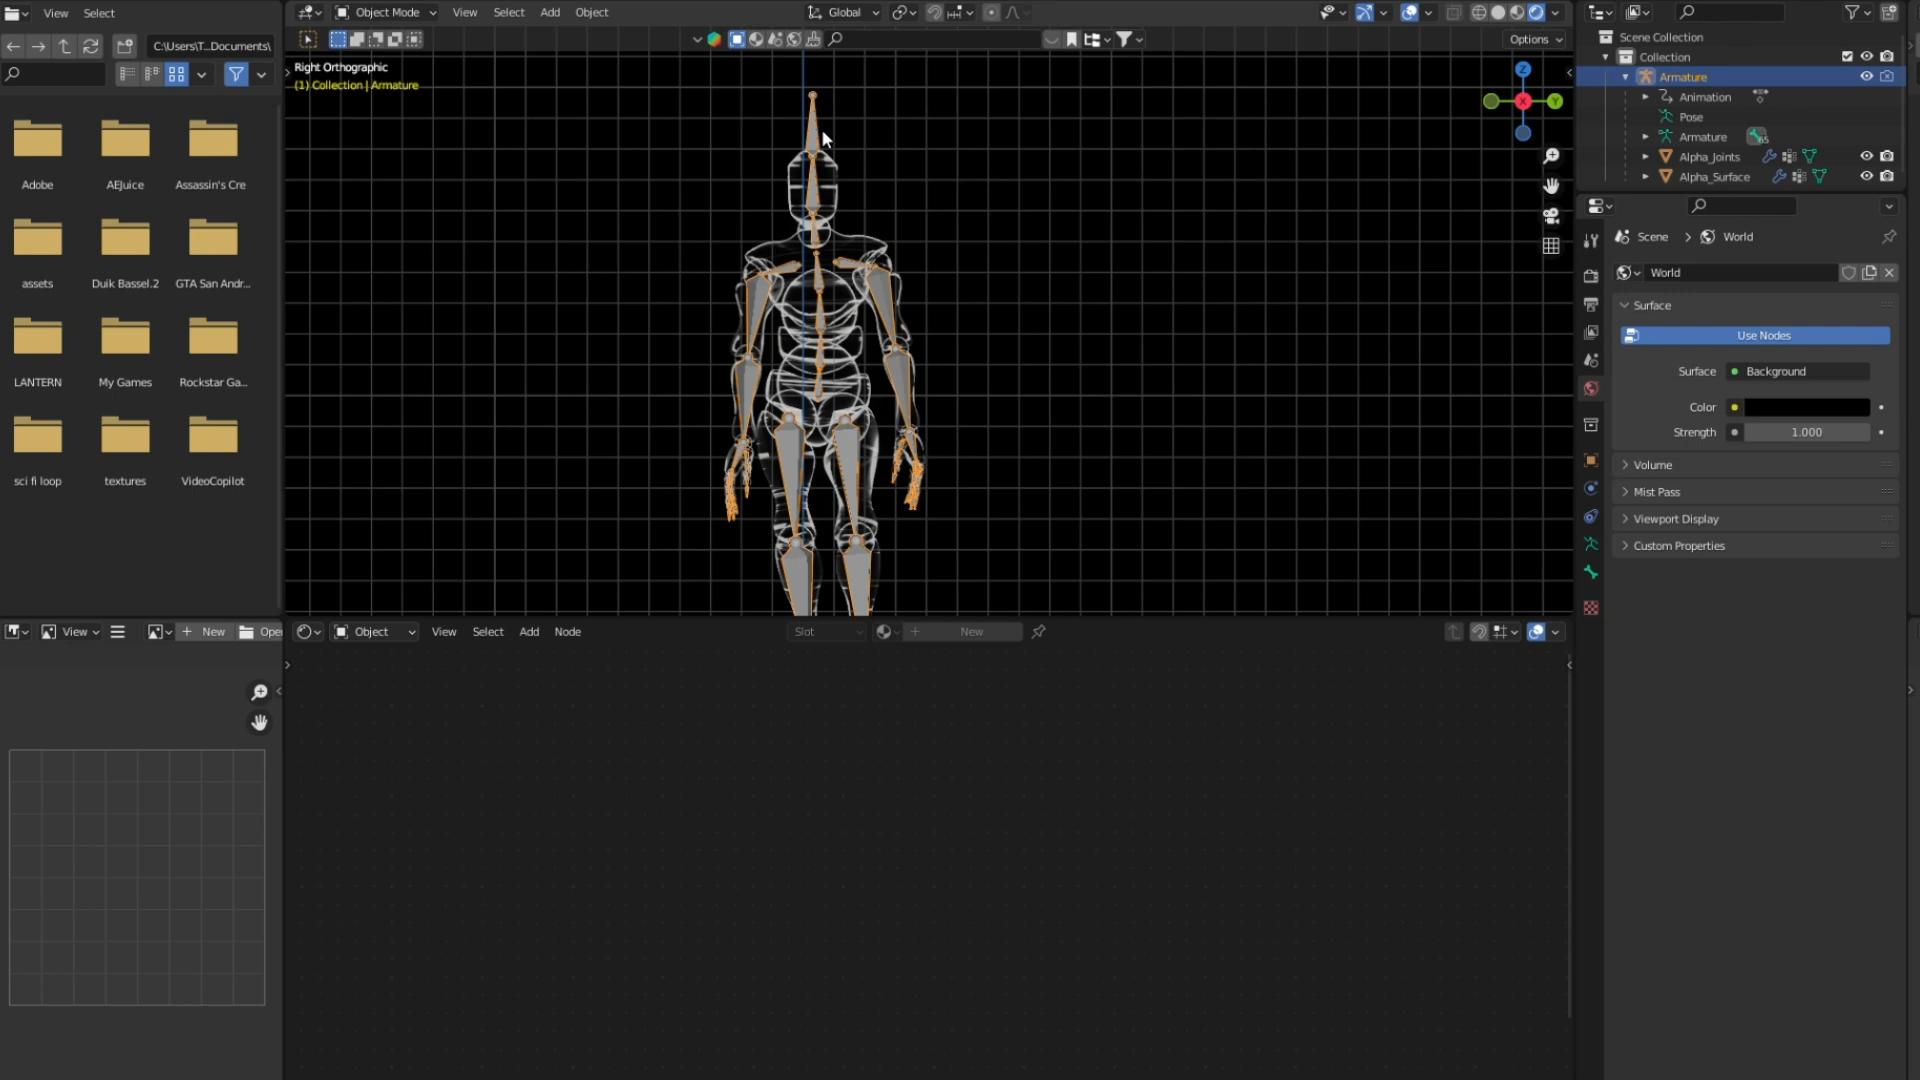 View Select
Object Mode View Select Add Object
Global
C:\Users\T...Documents\
Options
Right Orthographic
(1) Collection | Armature
X
Y
Z
Adobe
AEJuice
Assassin's Cre
assets
Duik Bassel.2
GTA San Andr...
LANTERN
My Games
Rockstar Ga...
sci fi loop
textures
VideoCopilot
Scene Collection
Collection
Armature
Animation
Pose
Armature 65
Alpha_Joints
Alpha_Surface
Scene > World
World
Surface
Use Nodes
Surface Background
Color
Strength 1.000
Volume
Mist Pass
Viewport Display
Custom Properties
View + New Ope
Object View Select Add Node
Slot + New